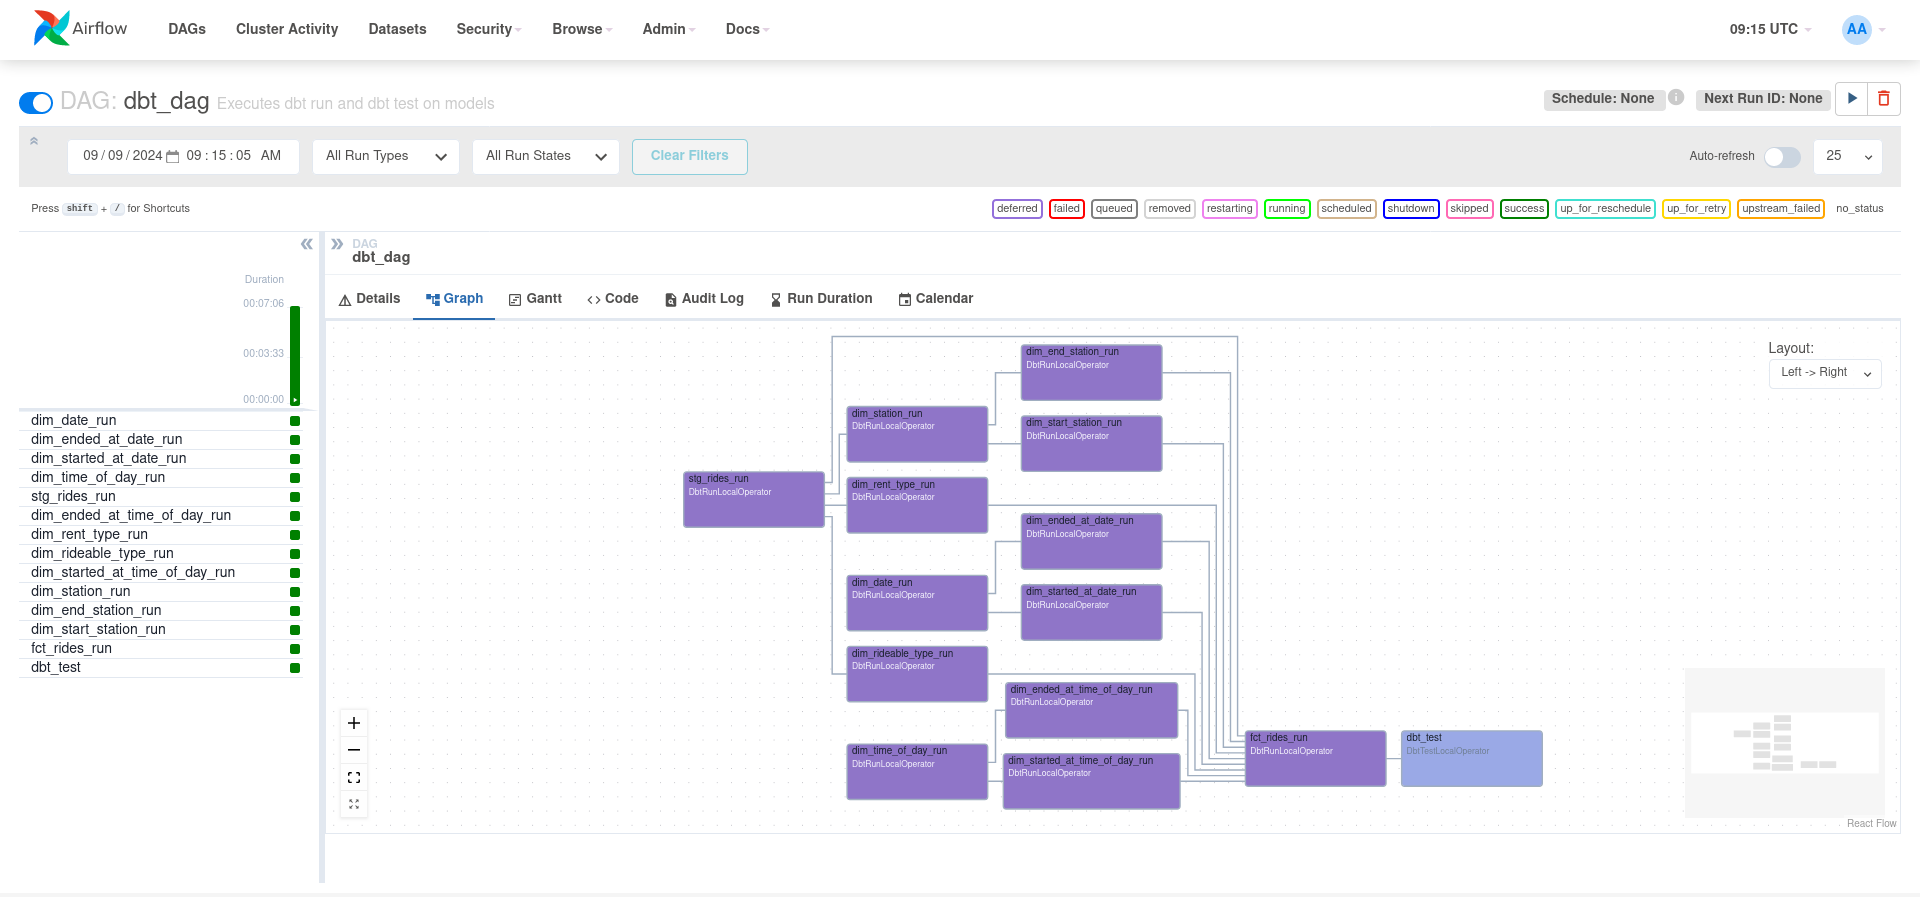 Airflow DAGs Cluster Activity Datasets Security Browse Admin Docs 09:15 UTC AA
DAG: dbt_dag Executes dbt run and dbt test on models Schedule: None i Next Run ID: None
09/09/2024 09:15:05 AM All Run Types All Run States Clear Filters Auto-refresh 25
Press shift + / for Shortcuts deferred failed queued removed restarting running scheduled shutdown skipped success up_for_reschedule up_for_retry upstream_failed no_status
DAG
dbt_dag
Duration
00:07:06
00:03:33
00:00:00
dim_date_run
dim_ended_at_date_run
dim_started_at_date_run
dim_time_of_day_run
stg_rides_run
dim_ended_at_time_of_day_run
dim_rent_type_run
dim_rideable_type_run
dim_started_at_time_of_day_run
dim_station_run
dim_end_station_run
dim_start_station_run
fct_rides_run
dbt_test
Details Graph Gantt Code Audit Log Run Duration Calendar
Layout:
Left -> Right
stg_rides_run
DbtRunLocalOperator
dim_station_run
DbtRunLocalOperator
dim_rent_type_run
DbtRunLocalOperator
dim_date_run
DbtRunLocalOperator
dim_rideable_type_run
DbtRunLocalOperator
dim_time_of_day_run
DbtRunLocalOperator
dim_end_station_run
DbtRunLocalOperator
dim_start_station_run
DbtRunLocalOperator
dim_ended_at_date_run
DbtRunLocalOperator
dim_started_at_date_run
DbtRunLocalOperator
dim_ended_at_time_of_day_run
DbtRunLocalOperator
dim_started_at_time_of_day_run
DbtRunLocalOperator
fct_rides_run
DbtRunLocalOperator
dbt_test
DbtTestLocalOperator
React Flow